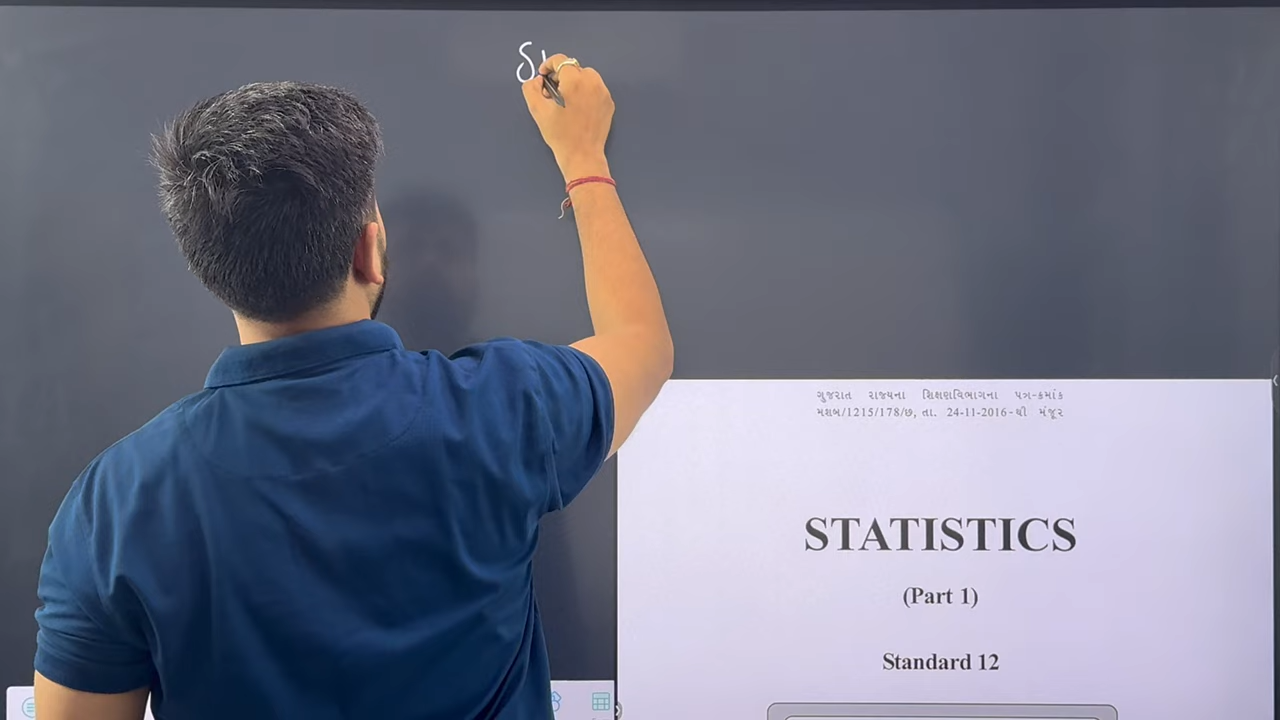 ગુજરાત રાજ્યના શિક્ષણવિભાગના પત્ર-ક્રમાંક
મશબ/1215/178/છ, તા. 24-11-2016-થી મંજૂર
STATISTICS
(Part 1)
Standard 12